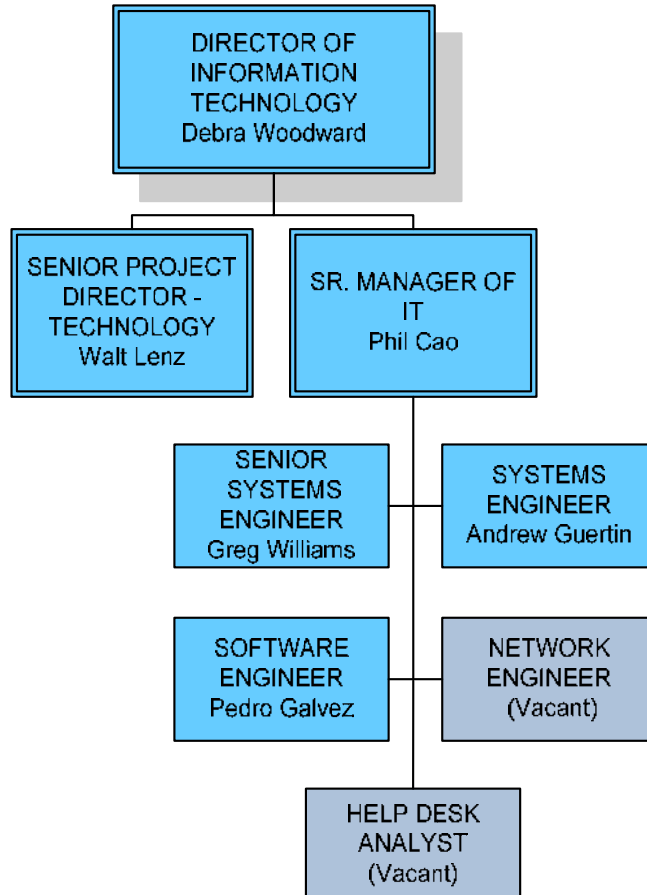 DIRECTOR OF
INFORMATION
TECHNOLOGY
Debra Woodward
SENIOR PROJECT
DIRECTOR -
TECHNOLOGY
Walt Lenz
SR. MANAGER OF
IT
Phil Cao
SENIOR
SYSTEMS
ENGINEER
Greg Williams
SYSTEMS
ENGINEER
Andrew Guertin
SOFTWARE
ENGINEER
Pedro Galvez
NETWORK
ENGINEER
(Vacant)
HELP DESK
ANALYST
(Vacant)